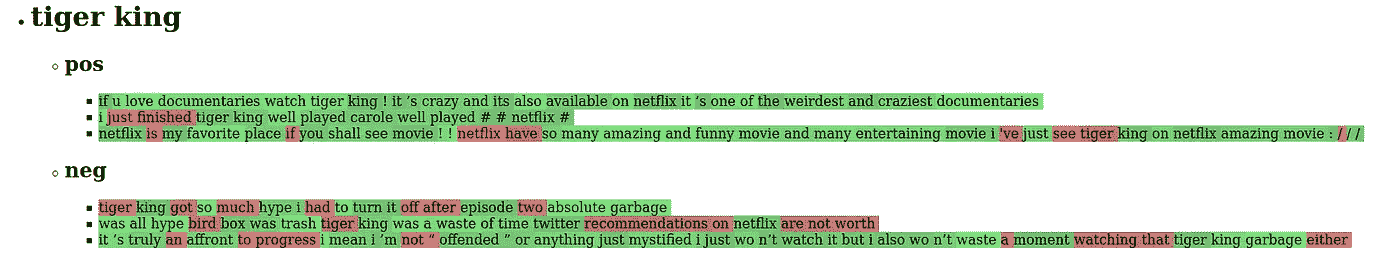 tiger king
pos
if u love documentaries watch tiger king ! it 's crazy and its also available on netflix it 's one of the weirdest and craziest documentaries
i just finished tiger king well played carole well played # # netflix #
netflix is my favorite place if you shall see movie ! ! netflix have so many amazing and funny movie and many entertaining movie i 've just see tiger king on netflix amazing movie : / / /
neg
tiger king got so much hype i had to turn it off after episode two absolute garbage
was all hype bird box was trash tiger king was a waste of time twitter recommendations on netflix are not worth
it 's truly an affront to progress i mean i 'm not “ offended ” or anything just mystified i just wo n't watch it but i also wo n't waste a moment watching that tiger king garbage either